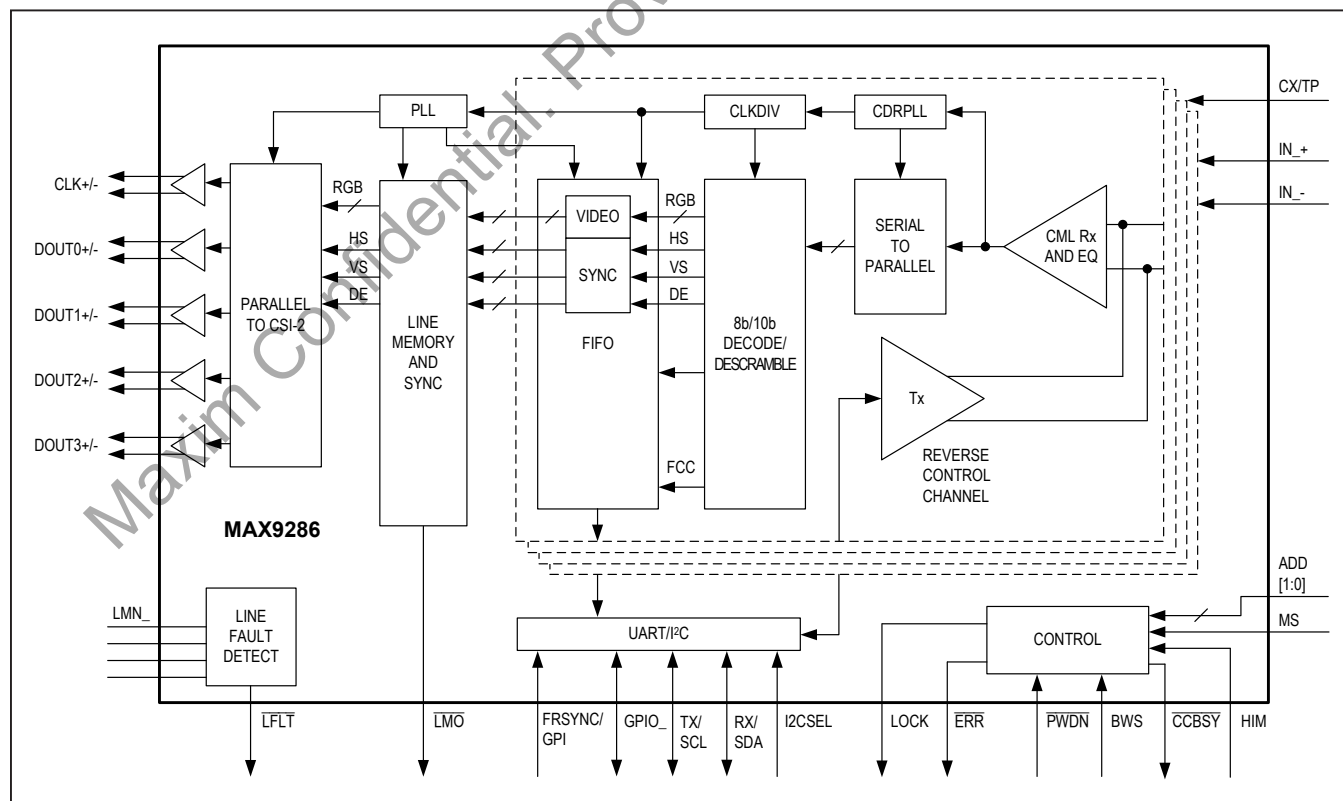 Maxim Confidential. Prov
PLL
CLKDIV
CDRPLL
CX/TP
IN_+
IN_-
CLK+/-
DOUT0+/-
DOUT1+/-
DOUT2+/-
DOUT3+/-
PARALLEL
TO CSI-2
RGB
HS
VS
DE
LINE
MEMORY
AND
SYNC
VIDEO
SYNC
FIFO
RGB
HS
VS
DE
FCC
8b/10b
DECODE/
DESCRAMBLE
SERIAL
TO
PARALLEL
CML Rx
AND EQ
Tx
REVERSE
CONTROL
CHANNEL
MAX9286
LMN_
LINE
FAULT
DETECT
UART/I²C
CONTROL
ADD
[1:0]
MS
LFLT
LMO
FRSYNC/
GPI
GPIO_
TX/
SCL
RX/
SDA
I2CSEL
LOCK
ERR
PWDN
BWS
CCBSY
HIM